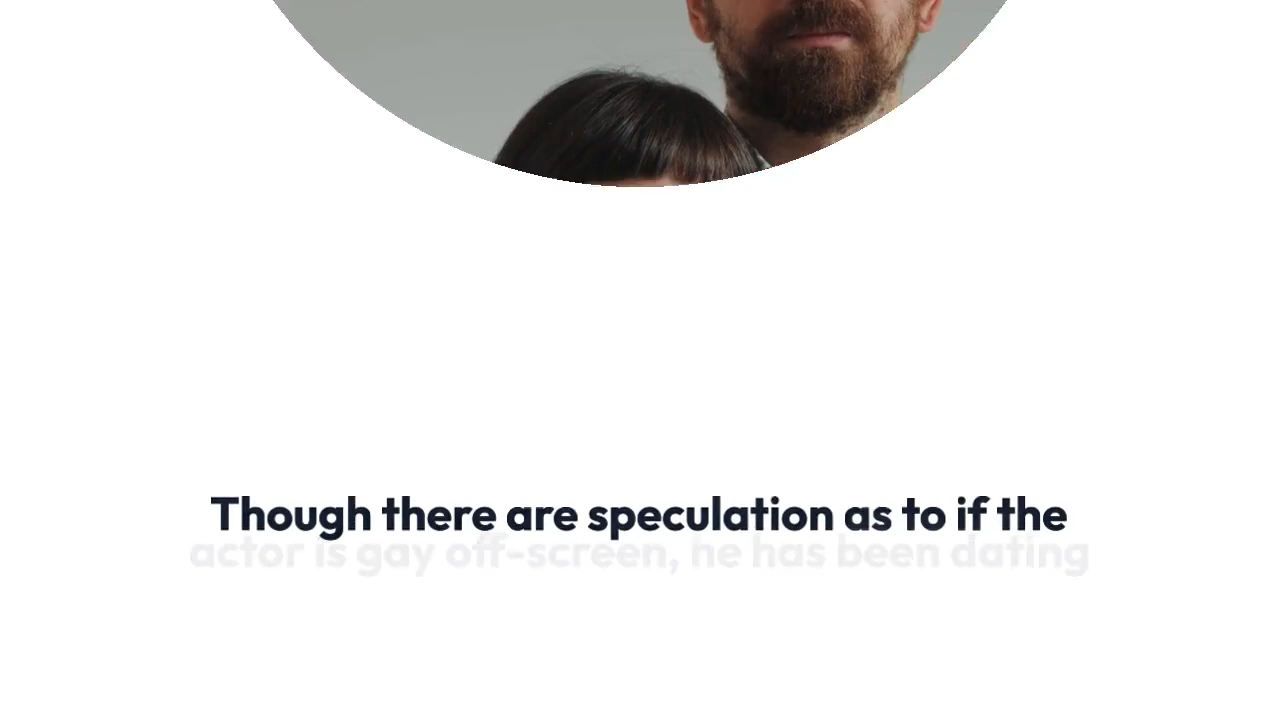 Though there are speculation as to if the
actor is gay off-screen, he has been dating